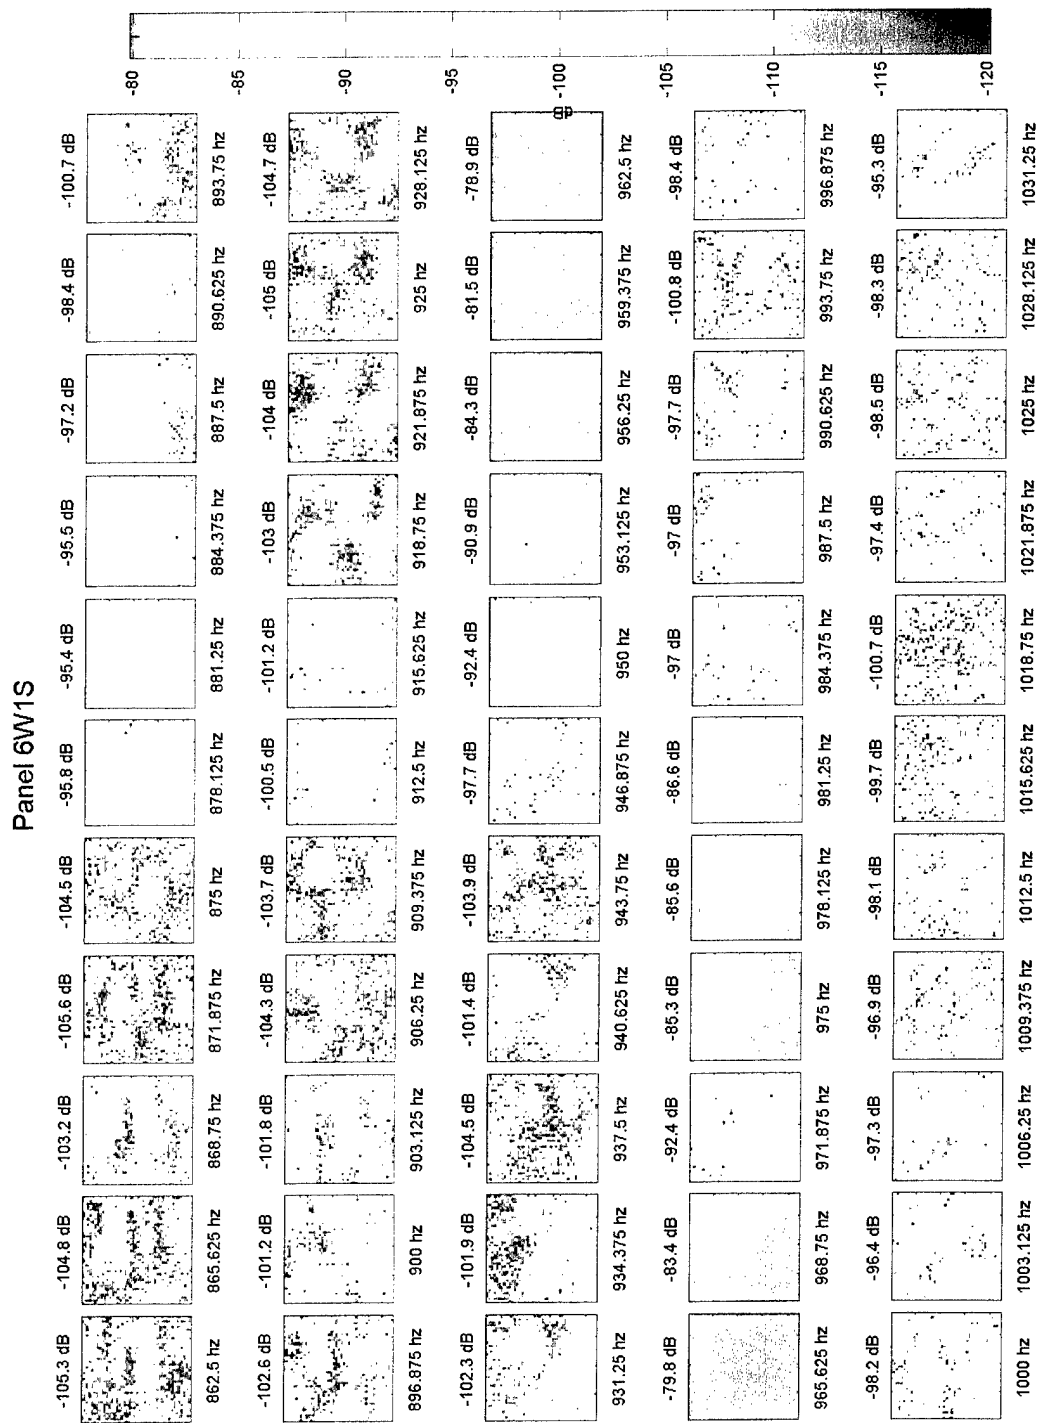 Panel 6W1S
-105.3 dB -104.8 dB -103.2 dB -105.6 dB -104.5 dB -95.8 dB -95.4 dB -95.5 dB -97.2 dB -98.4 dB -100.7 dB
862.5 hz 865.625 hz 868.75 hz 871.875 hz 875 hz 878.125 hz 881.25 hz 884.375 hz 887.5 hz 890.625 hz 893.75 hz
-102.6 dB -101.2 dB -101.8 dB -104.3 dB -103.7 dB -100.5 dB -101.2 dB -103 dB -104 dB -105 dB -104.7 dB
896.875 hz 900 hz 903.125 hz 906.25 hz 909.375 hz 912.5 hz 915.625 hz 918.75 hz 921.875 hz 925 hz 928.125 hz
-102.3 dB -101.9 dB -104.5 dB -101.4 dB -103.9 dB -97.7 dB -92.4 dB -90.9 dB -84.3 dB -81.5 dB -78.9 dB
931.25 hz 934.375 hz 937.5 hz 940.625 hz 943.75 hz 946.875 hz 950 hz 953.125 hz 956.25 hz 959.375 hz 962.5 hz
-79.8 dB -83.4 dB -92.4 dB -85.3 dB -85.6 dB -86.6 dB -97 dB -97 dB -97.7 dB -100.8 dB -98.4 dB
965.625 hz 968.75 hz 971.875 hz 975 hz 978.125 hz 981.25 hz 984.375 hz 987.5 hz 990.625 hz 993.75 hz 996.875 hz
-98.2 dB -96.4 dB -97.3 dB -96.9 dB -98.1 dB -99.7 dB -100.7 dB -97.4 dB -98.5 dB -98.3 dB -95.3 dB
1000 hz 1003.125 hz 1006.25 hz 1009.375 hz 1012.5 hz 1015.625 hz 1018.75 hz 1021.875 hz 1025 hz 1028.125 hz 1031.25 hz
-80
-85
-90
-95
-100
-110
-115
-120